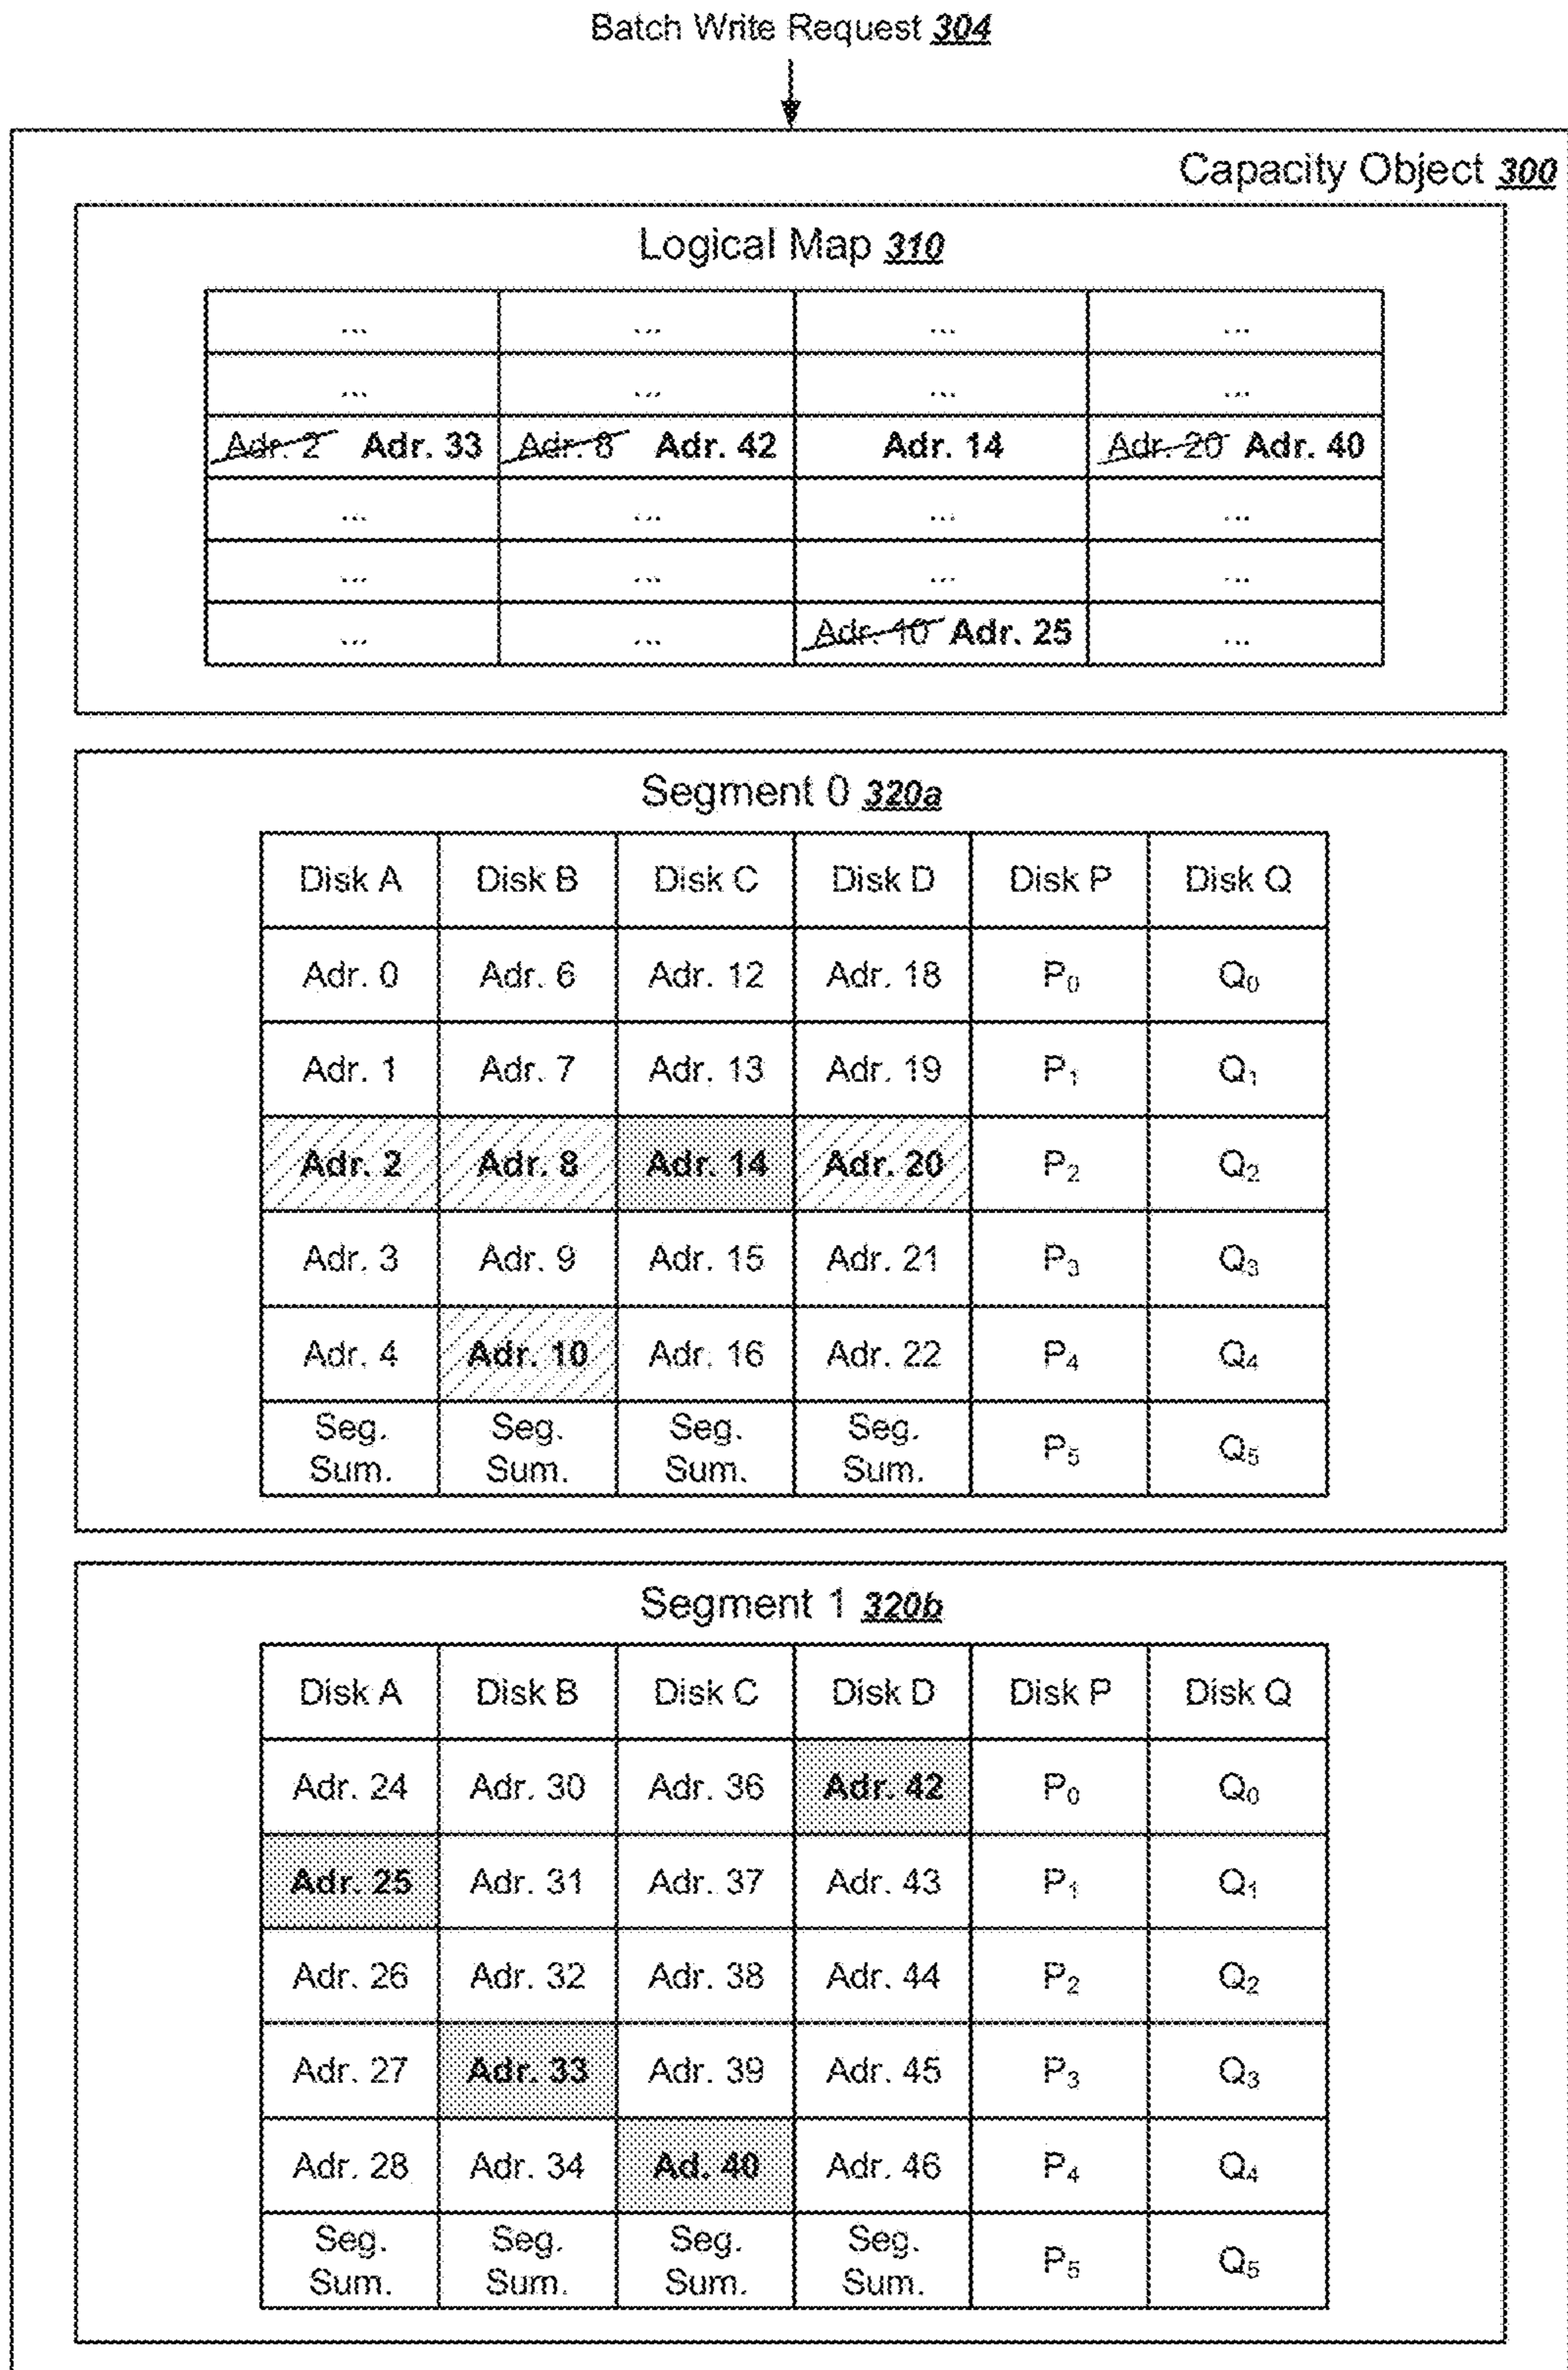 Batch Write Request 304
Capacity Object 300
Logical Map 310
... ... ... ...
... ... ... ...
Adr. 2 Adr. 33 Adr. 8 Adr. 42 Adr. 14 Adr. 20 Adr. 40
... ... ... ...
... ... ... ...
... ... Adr. 10 Adr. 25 ...
Segment 0 320a
Disk A Disk B Disk C Disk D Disk P Disk Q
Adr. 0 Adr. 6 Adr. 12 Adr. 18 P₀ Q₀
Adr. 1 Adr. 7 Adr. 13 Adr. 19 P₁ Q₁
Adr. 2 Adr. 8 Adr. 14 Adr. 20 P₂ Q₂
Adr. 3 Adr. 9 Adr. 15 Adr. 21 P₃ Q₃
Adr. 4 Adr. 10 Adr. 16 Adr. 22 P₄ Q₄
Seg. Seg. Seg. Seg.
Sum. Sum. Sum. Sum. P₅ Q₅
Segment 1 320b
Disk A Disk B Disk C Disk D Disk P Disk Q
Adr. 24 Adr. 30 Adr. 36 Adr. 42 P₀ Q₀
Adr. 25 Adr. 31 Adr. 37 Adr. 43 P₁ Q₁
Adr. 26 Adr. 32 Adr. 38 Adr. 44 P₂ Q₂
Adr. 27 Adr. 33 Adr. 39 Adr. 45 P₃ Q₃
Adr. 28 Adr. 34 Ad. 40 Adr. 46 P₄ Q₄
Seg. Seg. Seg. Seg.
Sum. Sum. Sum. Sum. P₅ Q₅